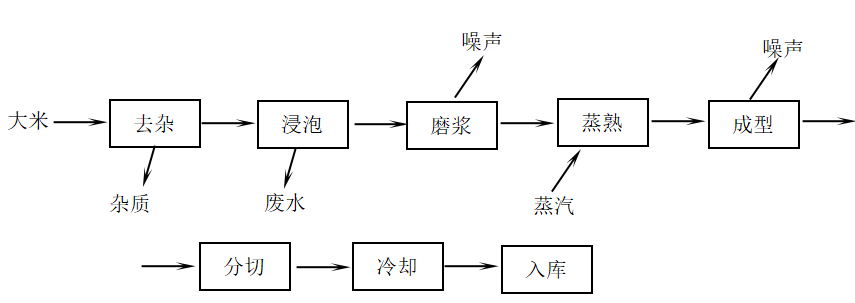 噪声
噪声
大米
去杂
浸泡
磨浆
蒸熟
成型
杂质
废水
蒸汽
分切
冷却
入库